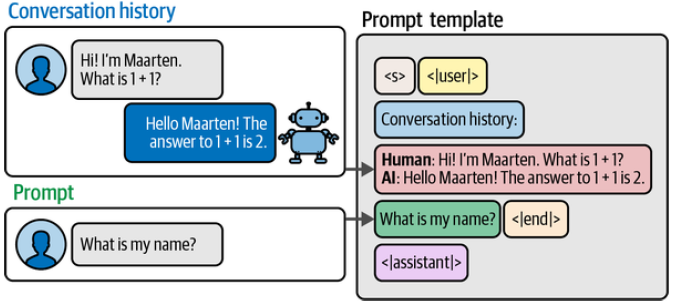 Conversation history
Hi! I'm Maarten.
What is 1 + 1?
Hello Maarten! The
answer to 1 + 1 is 2.
Prompt
What is my name?
Prompt template
<s> <|user|>
Conversation history:
Human: Hi! I'm Maarten. What is 1 + 1?
AI: Hello Maarten! The answer to 1 + 1 is 2.
What is my name? <|end|>
<|assistant|>